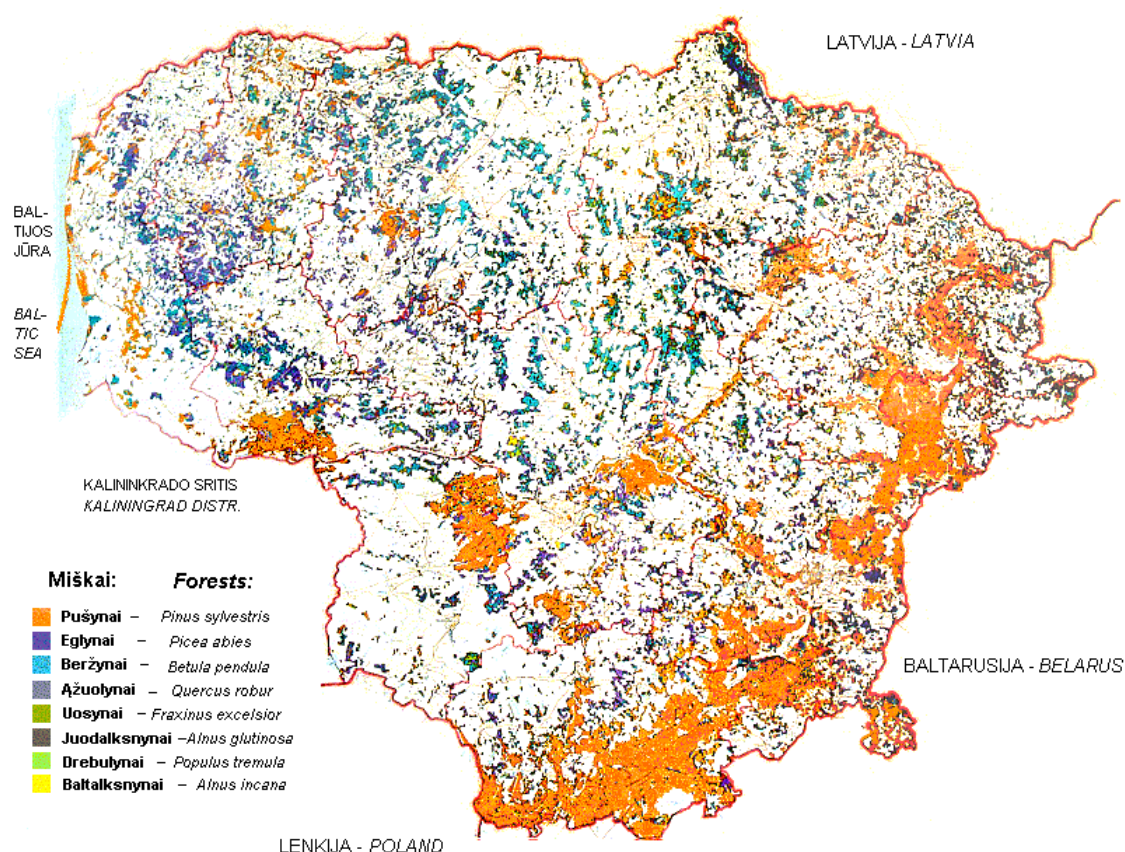 LATVIJA - LATVIA
BAL-
TIJOS
JŪRA
BAL-
TIC
SEA
KALININKRADO SRITIS
KALININGRAD DISTR.
Miškai: Forests:
Pušynai – Pinus sylvestris
Eglynai – Picea abies
Beržynai – Betula pendula
Ąžuolynai – Quercus robur
Uosynai – Fraxinus excelsior
Juodalksnynai –Alnus glutinosa
Drebulynai – Populus tremula
Baltalksnynai – Alnus incana
BALTARUSIJA - BELARUS
LENKIJA - POLAND